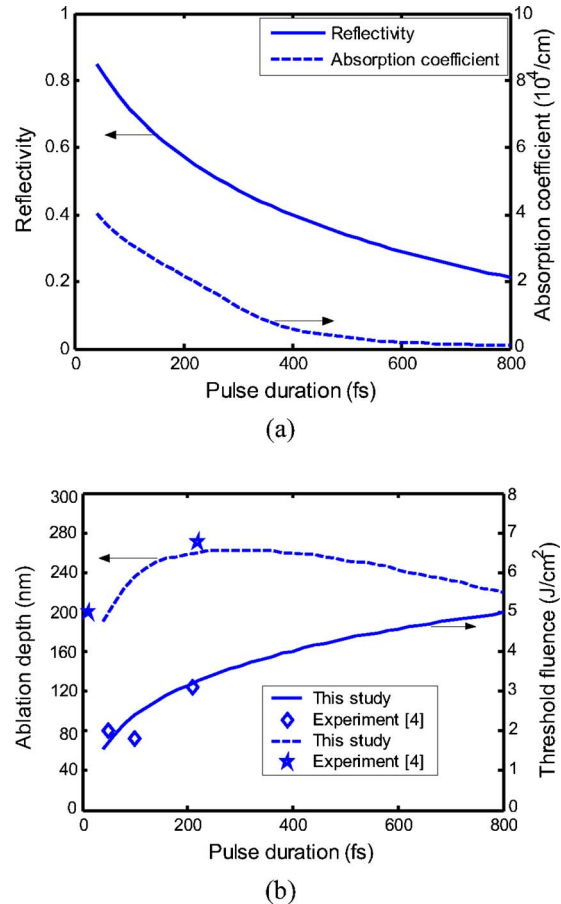 1
0.8
0.6
0.4
0.2
0
Reflectivity
0
200
400
600
800
Pulse duration (fs)
10
8
6
4
2
0
Absorption coefficient (10⁴/cm)
Reflectivity
Absorption coefficient
(a)
300
280
240
200
160
120
80
40
0
Ablation depth (nm)
0
200
400
600
800
Pulse duration (fs)
8
7
6
5
4
3
2
1
0
Threshold fluence (J/cm²)
This study
Experiment [4]
This study
Experiment [4]
(b)